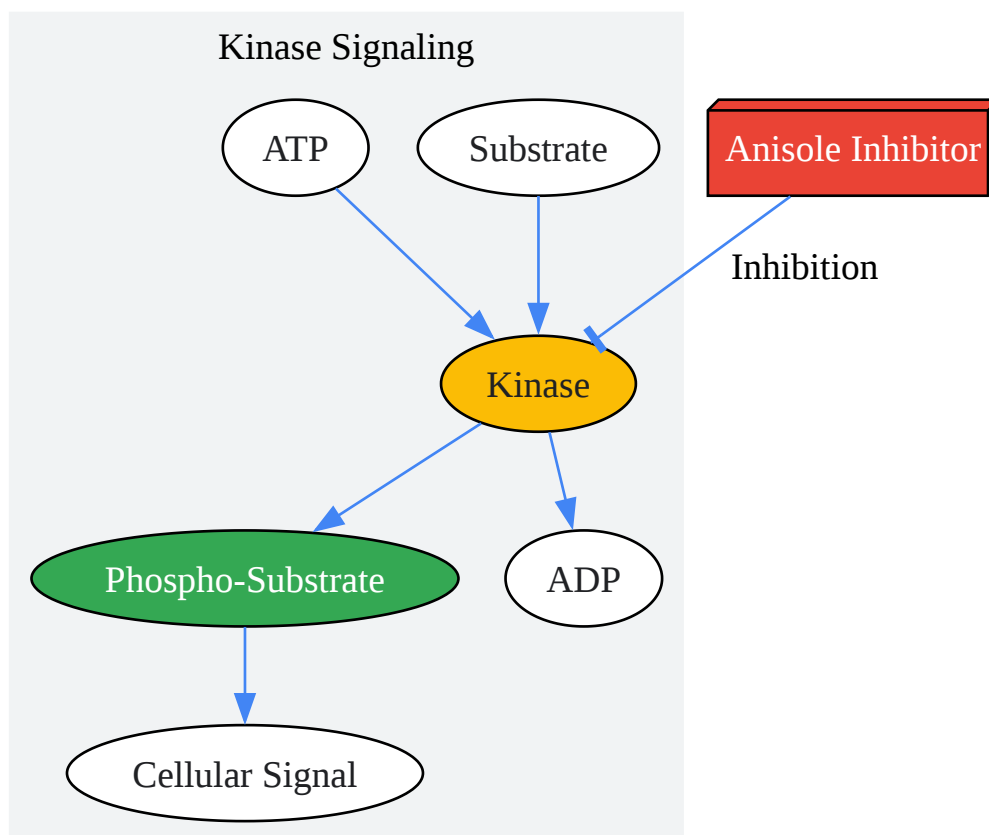 Kinase Signaling
ATP
Substrate
Anisole Inhibitor
Inhibition
Kinase
Phospho-Substrate
ADP
Cellular Signal